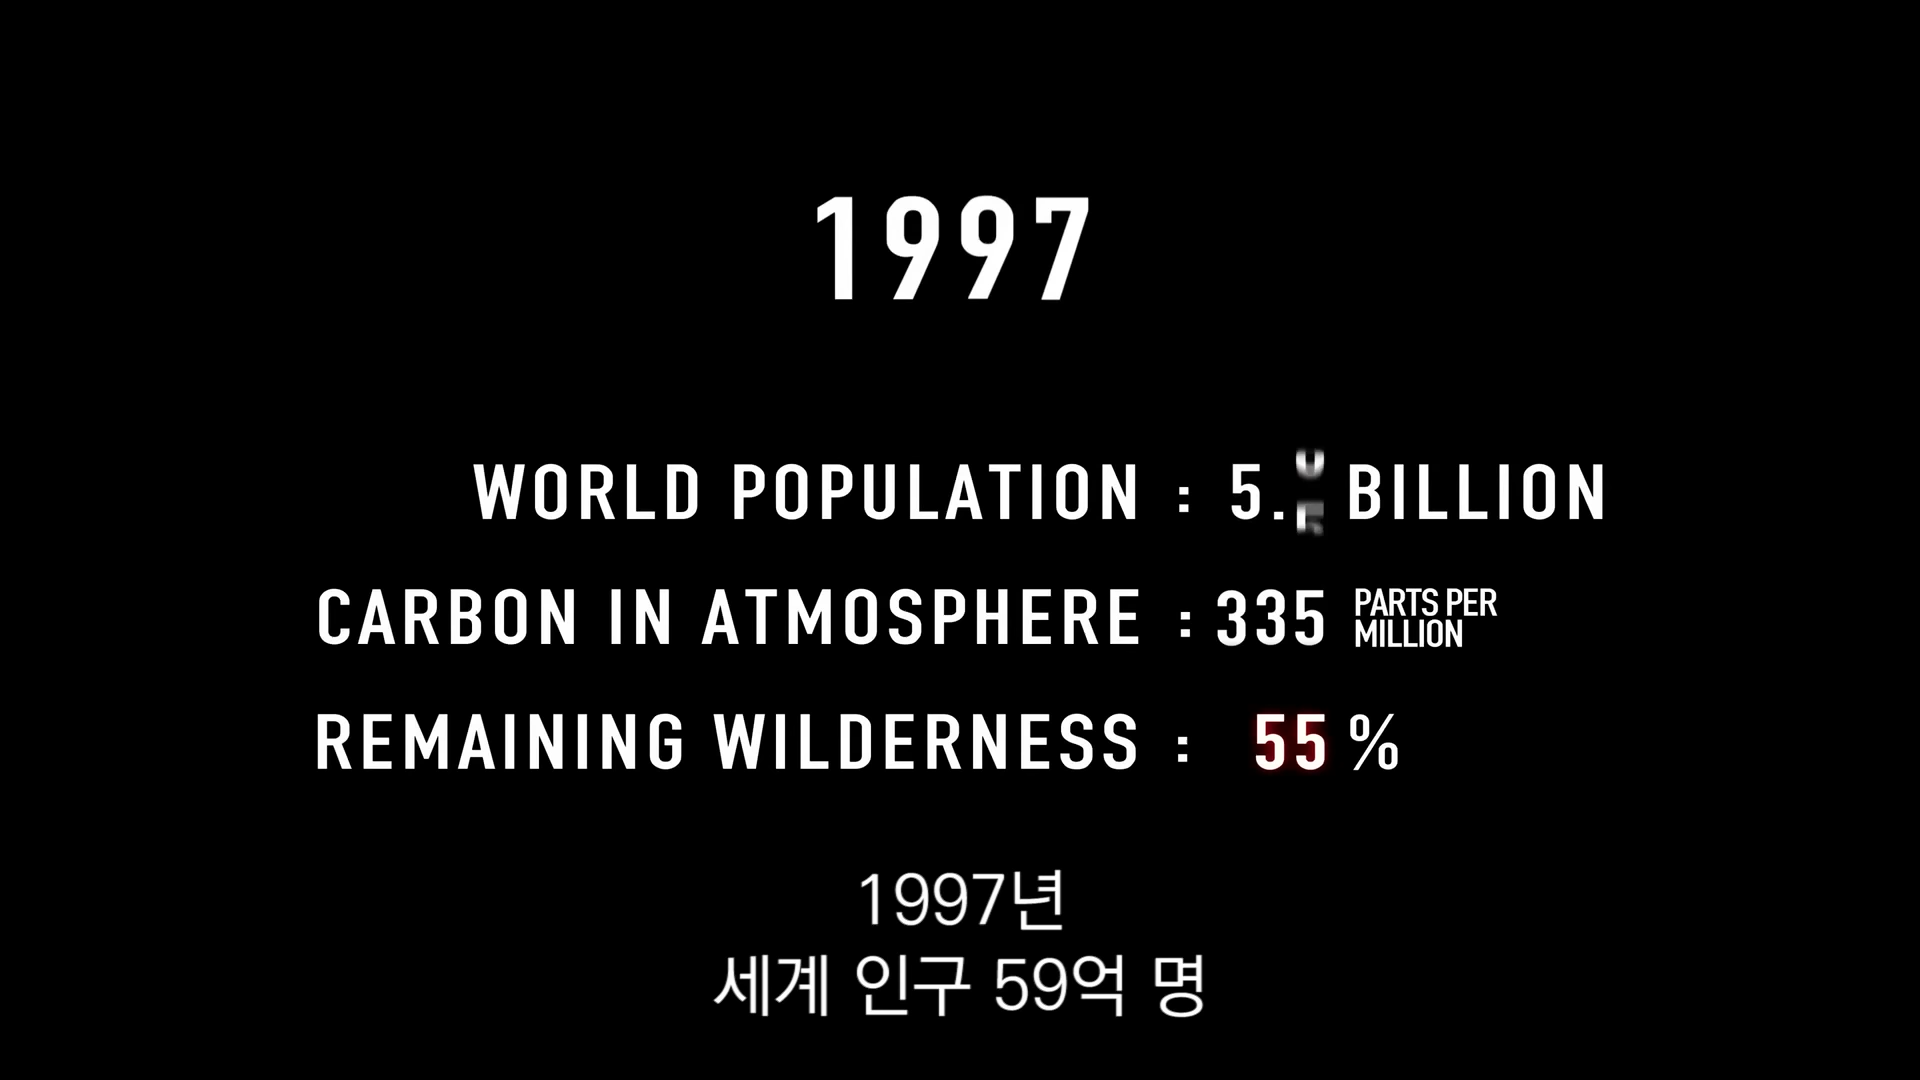 1997
WORLD POPULATION : 5. BILLION
CARBON IN ATMOSPHERE : 335 PARTS PER MILLION
REMAINING WILDERNESS : 55 %
1997년
세계 인구 59억 명